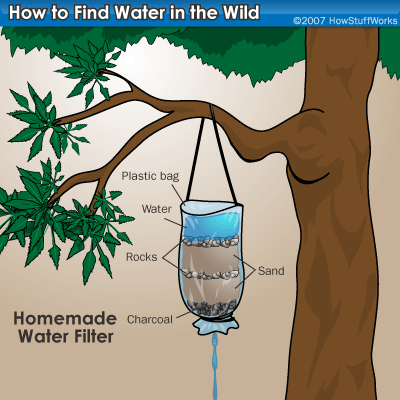 How to Find Water in the Wild
©2007 HowStuffWorks
Plastic bag
Water
Rocks
Sand
Charcoal
Homemade
Water Filter